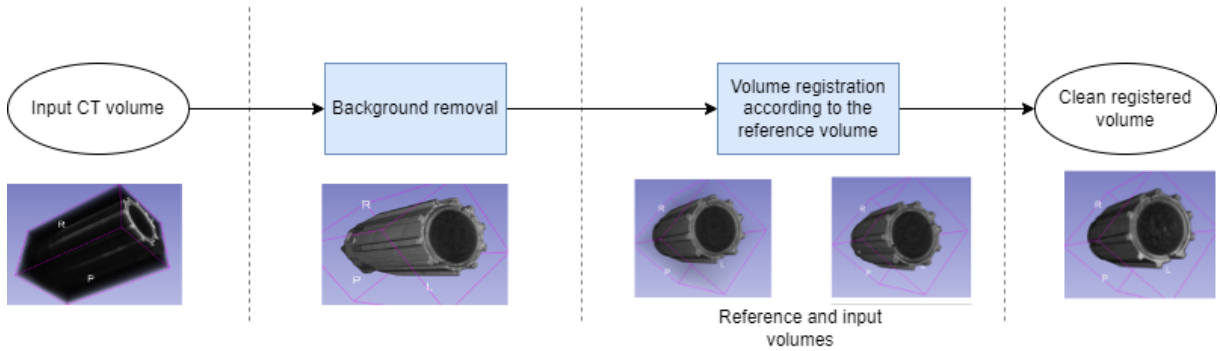 Input CT volume
Background removal
Volume registration
according to the
reference volume
Clean registered
volume
R
P
R
P
L
R
P
L
R
P
L
P
L
Reference and input
volumes